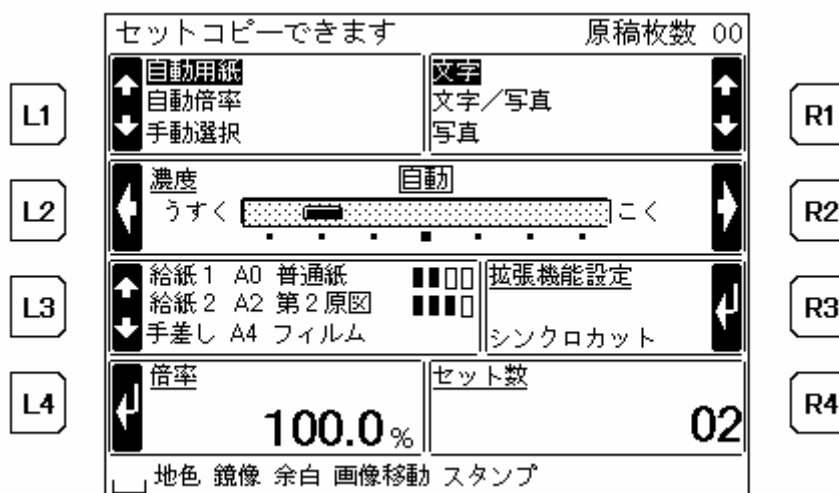 セットコピーできます 原稿枚数 00
L1 自動用紙 文字 R1
自動倍率 文字／写真
手動選択 写真
濃度 自動
L2 うすく こく R2
給紙1 A0 普通紙 拡張機能設定
L3 給紙2 A2 第2原図 R3
手差し A4 フィルム シンクロカット
倍率 セット数
L4 100.0% 02 R4
地色 鏡像 余白 画像移動 スタンプ